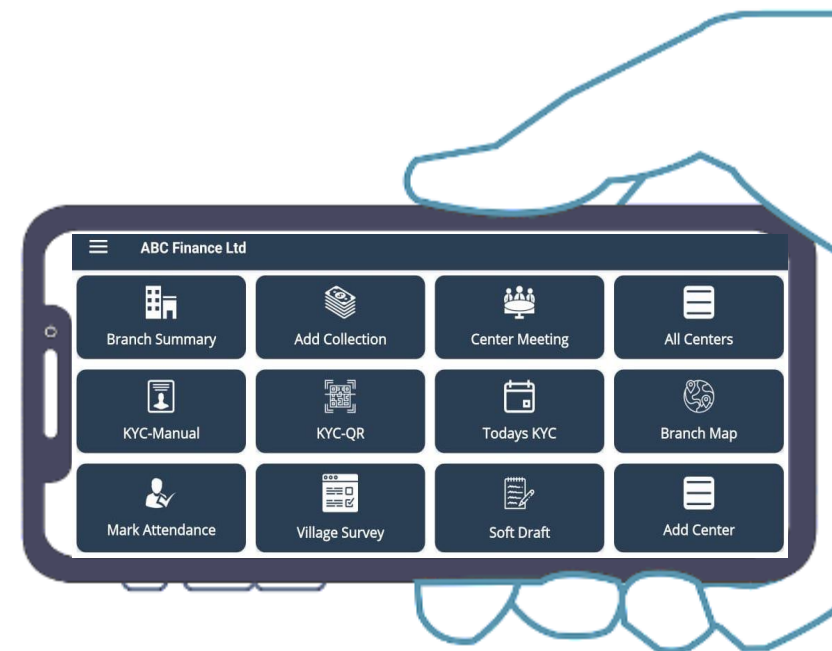 ABC Finance Ltd
Branch Summary
Add Collection
Center Meeting
All Centers
KYC-Manual
KYC-QR
Todays KYC
Branch Map
Mark Attendance
Village Survey
Soft Draft
Add Center